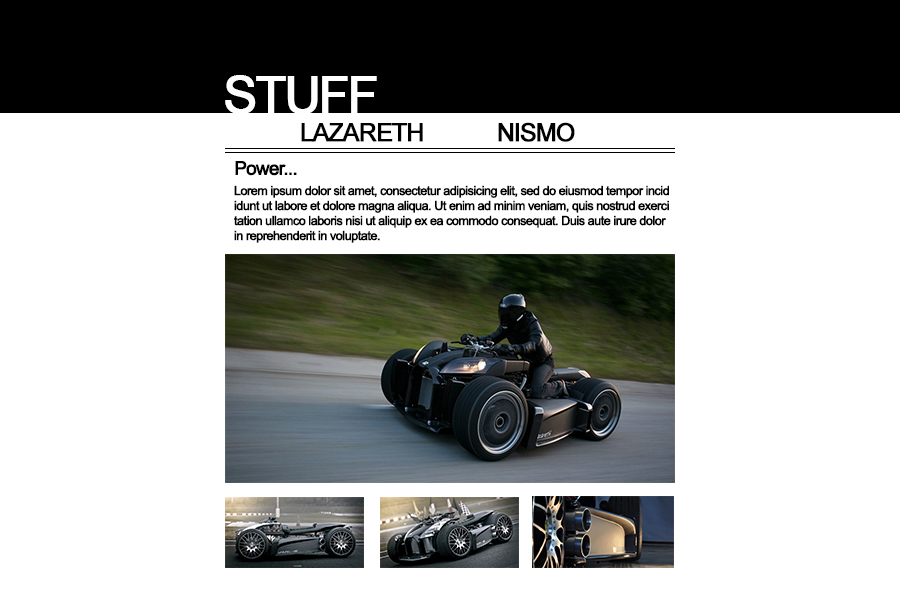 STUFF
LAZARETH NISMO
Power...
Lorem ipsum dolor sit amet, consectetur adipisicing elit, sed do eiusmod tempor incid
idunt ut labore et dolore magna aliqua. Ut enim ad minim veniam, quis nostrud exerci
tation ullamco laboris nisi ut aliquip ex ea commodo consequat. Duis aute irure dolor
in reprehenderit in voluptate.